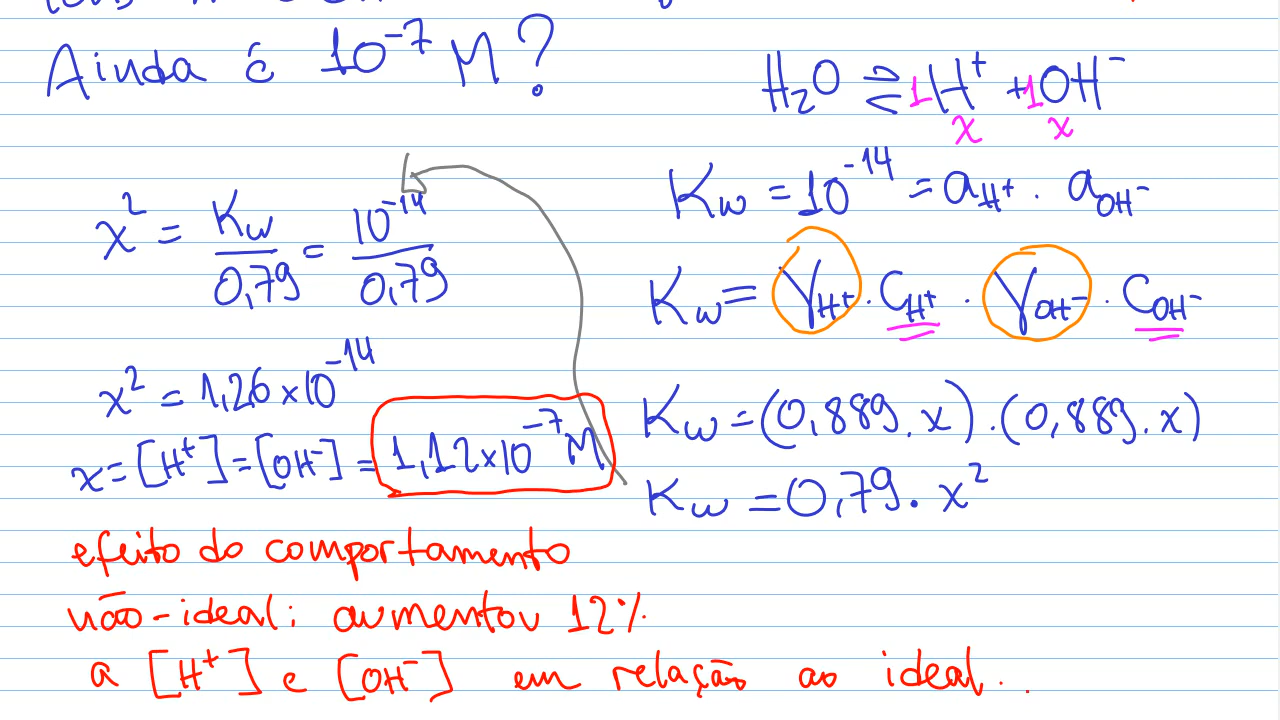 Ainda é 10⁻⁷ M?
H₂O ⇄ 1H⁺ + 1OH⁻
x x
Kw = 10⁻¹⁴ = aH⁺ . aOH⁻
Kw = γH⁺ . CH⁺ . γOH⁻ . COH⁻
Kw = (0,889 . x) . (0,889 . x)
Kw = 0,79 . x²
x² = Kw/0,79 = 10⁻¹⁴/0,79
x² = 1,26 x 10⁻¹⁴
x = [H⁺] = [OH⁻] = 1,12 x 10⁻⁷ M
efeito do comportamento
não-ideal: aumentou 12%
a [H⁺] e [OH⁻] em relação ao ideal.